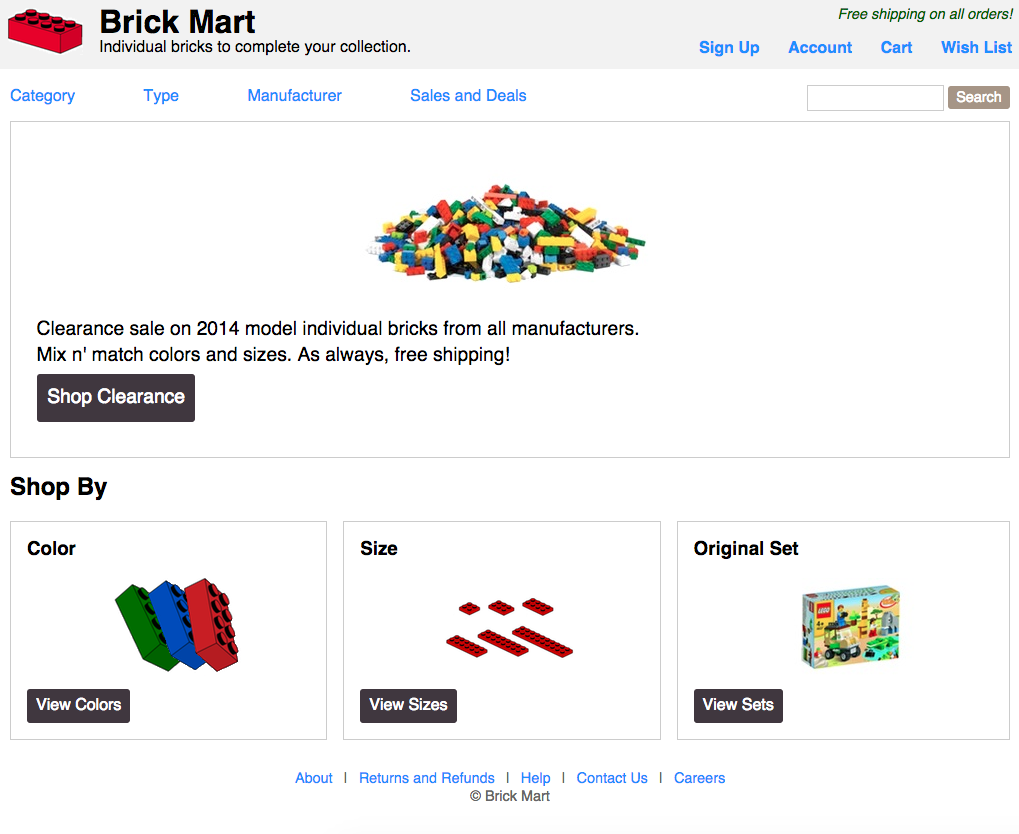 Brick Mart
Individual bricks to complete your collection.
Free shipping on all orders!
Sign Up Account Cart Wish List
Category Type Manufacturer Sales and Deals Search
Clearance sale on 2014 model individual bricks from all manufacturers.
Mix n' match colors and sizes. As always, free shipping!
Shop Clearance
Shop By
Color
View Colors
Size
View Sizes
Original Set
LEGO
4+
View Sets
About | Returns and Refunds | Help | Contact Us | Careers
© Brick Mart